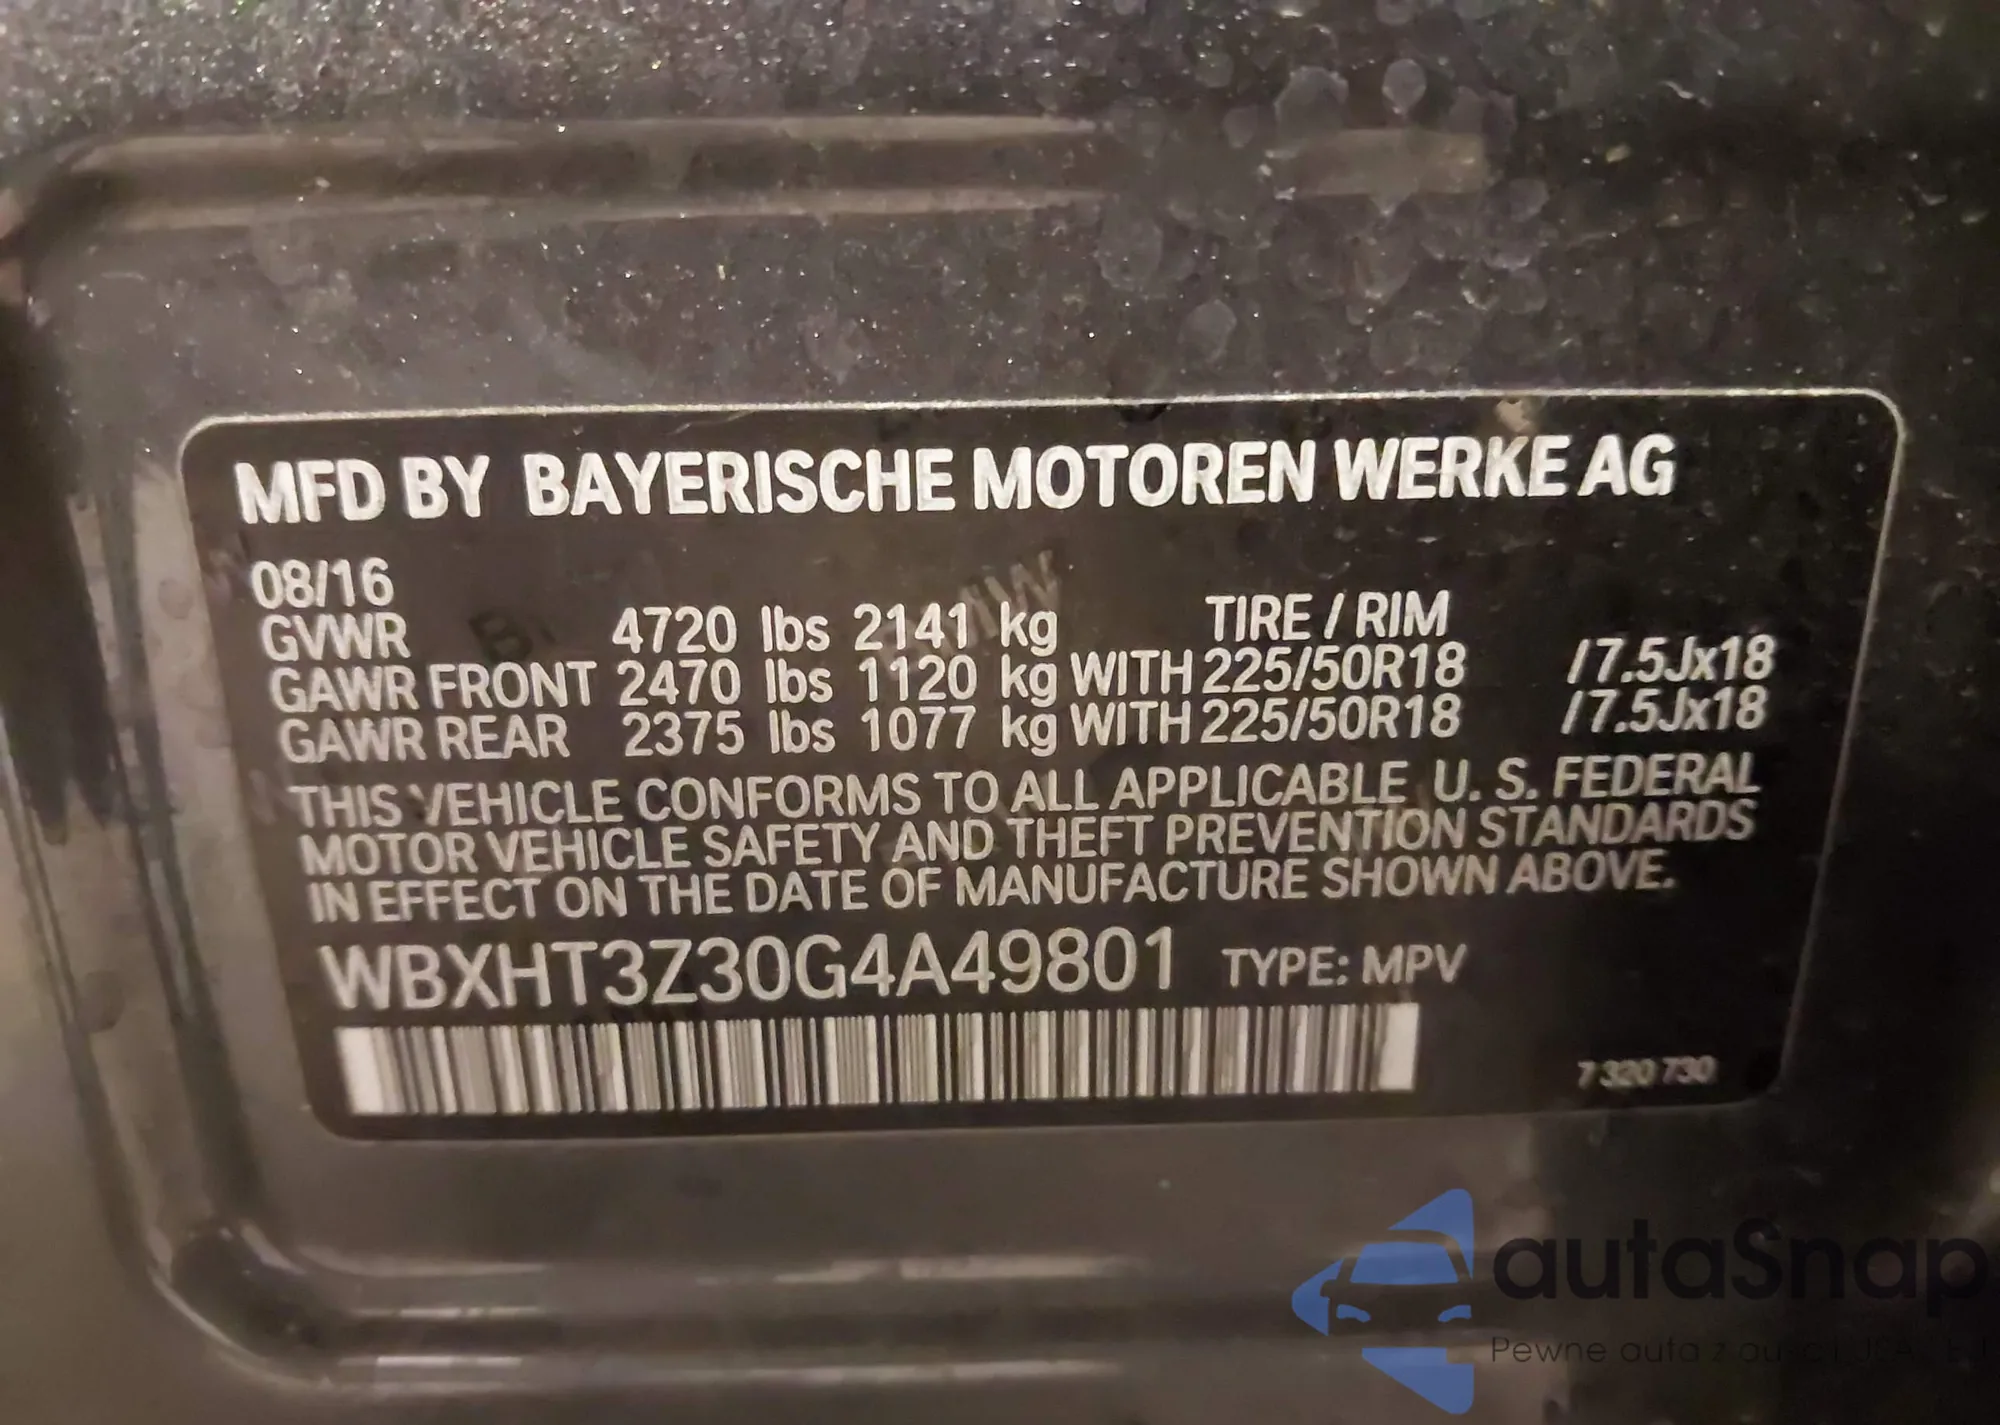 MFD BY BAYERISCHE MOTOREN WERKE AG
08/16
GVWR 4720 lbs 2141 kg TIRE / RIM
GAWR FRONT 2470 lbs 1120 kg WITH 225/50R18 /7.5Jx18
GAWR REAR 2375 lbs 1077 kg WITH 225/50R18 /7.5Jx18
THIS VEHICLE CONFORMS TO ALL APPLICABLE U. S. FEDERAL
MOTOR VEHICLE SAFETY AND THEFT PREVENTION STANDARDS
IN EFFECT ON THE DATE OF MANUFACTURE SHOWN ABOVE.
WBXHT3Z30G4A49801 TYPE: MPV
7 320 730
autaSnap
Pewne auta z